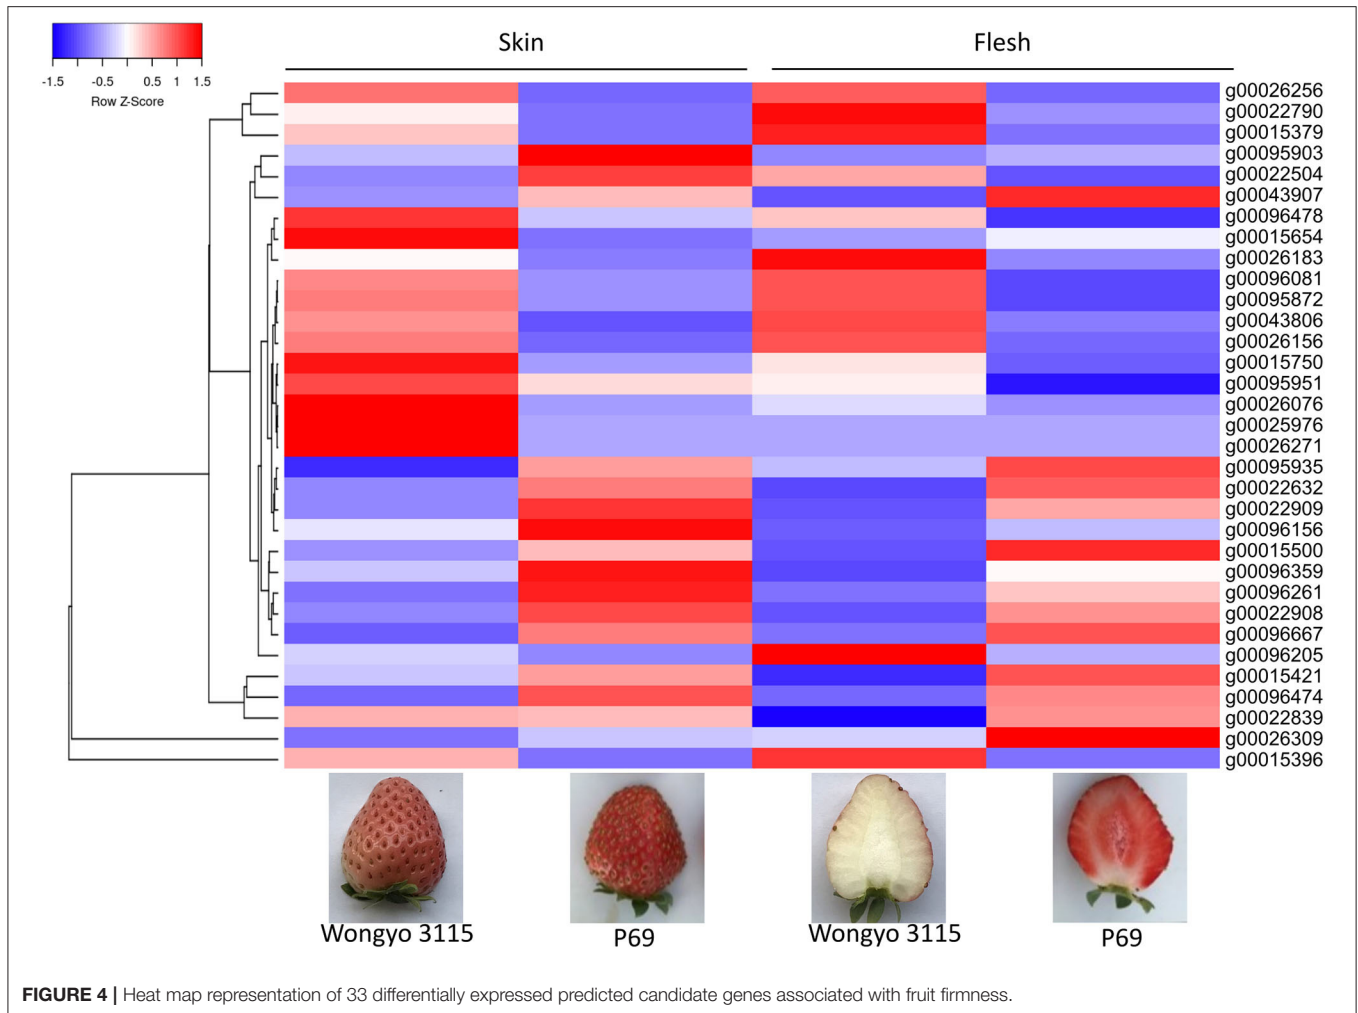 Skin
Flesh
-1.5 -0.5 0.5 1 1.5
Row Z-Score
g00026256
g00022790
g00015379
g00095903
g00022504
g00043907
g00096478
g00015654
g00026183
g00096081
g00095872
g00043806
g00026156
g00015750
g00095951
g00026076
g00025976
g00026271
g00095935
g00022632
g00022909
g00096156
g00015500
g00096359
g00096261
g00022908
g00096667
g00096205
g00015421
g00096474
g00022839
g00026309
g00015396
Wongyo 3115 P69 Wongyo 3115 P69
FIGURE 4 | Heat map representation of 33 differentially expressed predicted candidate genes associated with fruit firmness.